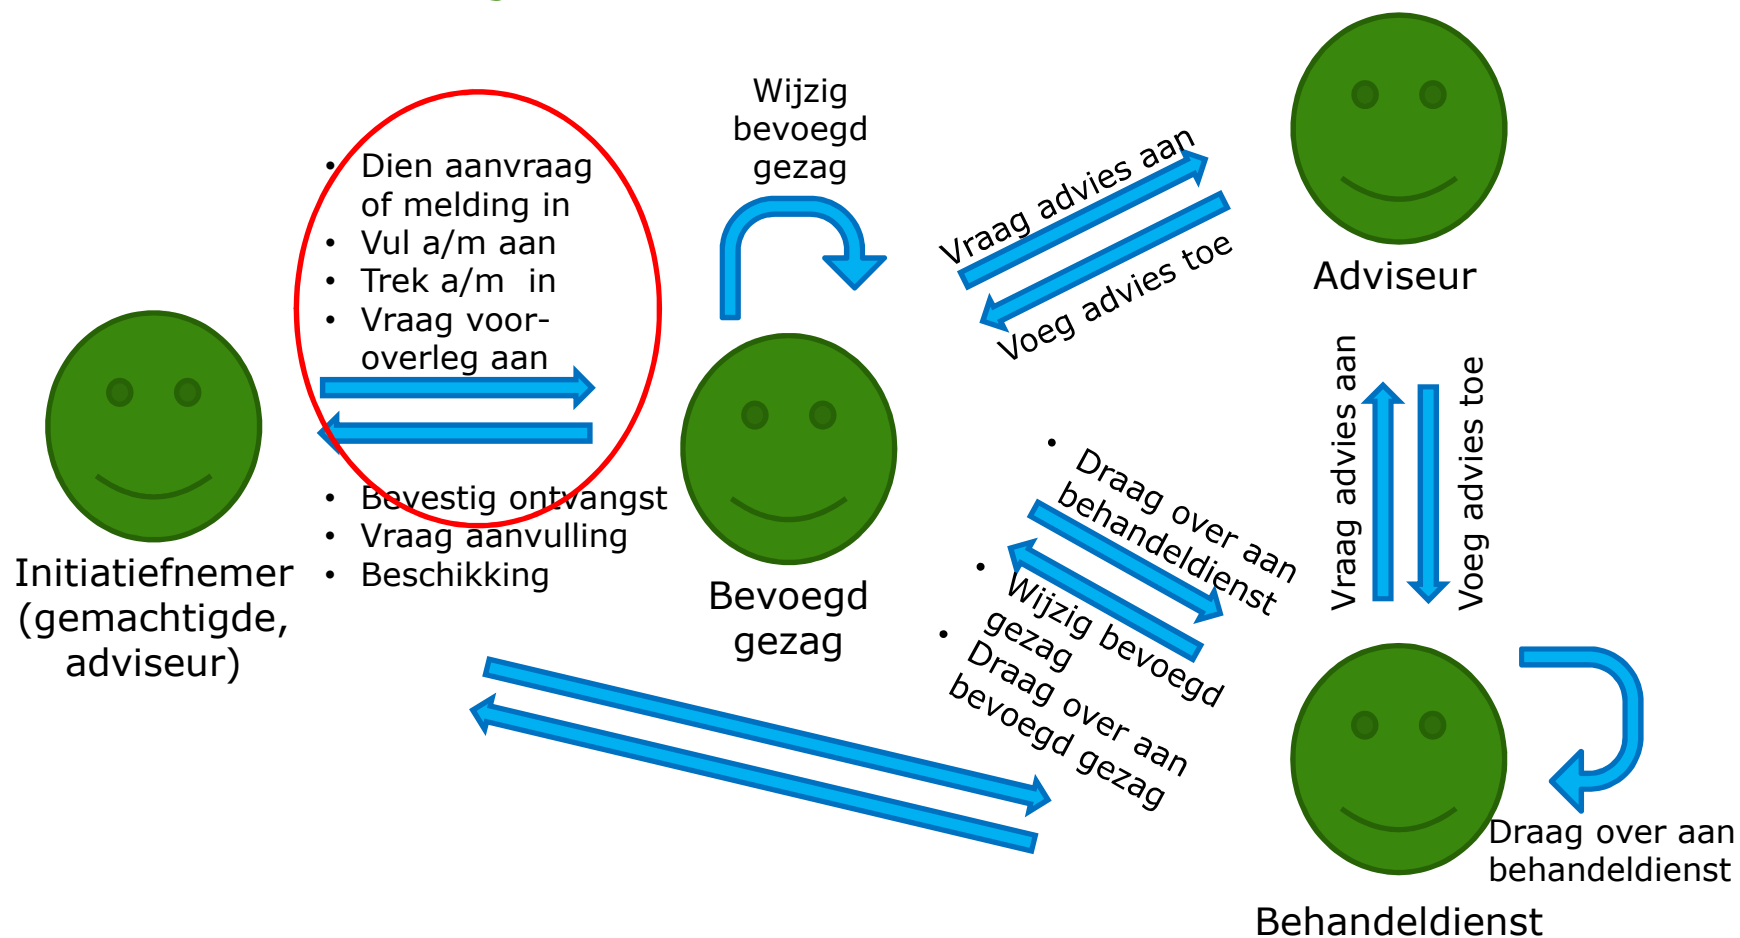 Wijzig
bevoegd
gezag
• Dien aanvraag
of melding in
• Vul a/m aan
• Trek a/m in
• Vraag voor-
overleg aan
• Bevestig ontvangst
• Vraag aanvulling
• Beschikking
Initiatiefnemer
(gemachtigde,
adviseur)
Bevoegd
gezag
Vraag advies aan
Voeg advies toe
Adviseur
Vraag advies aan
Voeg advies toe
• Draag over aan
behandeldienst
• Wijzig bevoegd
gezag
• Draag over aan
bevoegd gezag
Draag over aan
behandeldienst
Behandeldienst